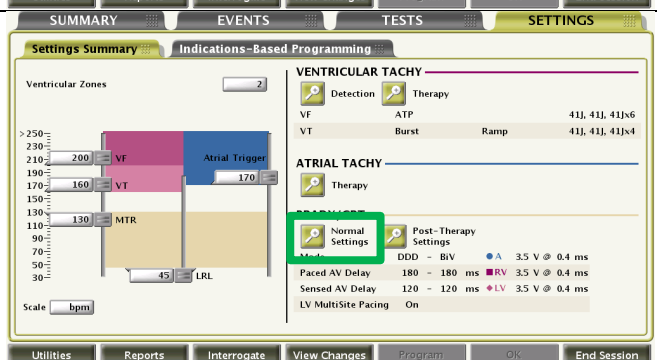 SUMMARY EVENTS TESTS SETTINGS
Settings Summary Indications-Based Programming
Ventricular Zones 2
>250
230
210
190
170
150
130
110
90
70
50
30
200 VF
160 VT
130 MTR
45 LRL
Atrial Trigger
170
Scale bpm
VENTRICULAR TACHY
Detection Therapy
VF ATP 41J, 41J, 41Jx6
VT Burst Ramp 41J, 41J, 41Jx4
ATRIAL TACHY
Therapy
Normal Settings
Post-Therapy Settings
Mode DDD - BiV A 3.5 V @ 0.4 ms
Paced AV Delay 180 - 180 ms RV 3.5 V @ 0.4 ms
Sensed AV Delay 120 - 120 ms LV 3.5 V @ 0.4 ms
LV MultiSite Pacing On
Utilities Reports Interrogate View Changes Program OK End Session